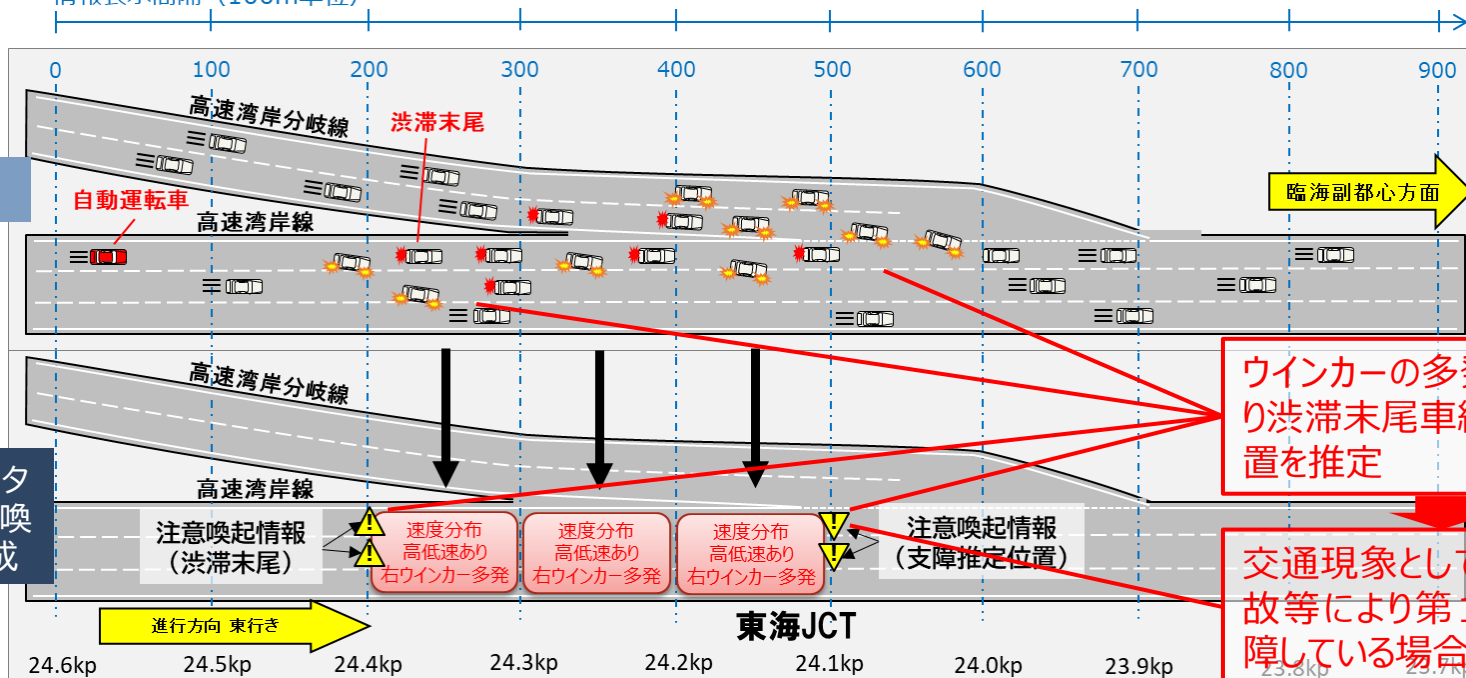 0 100 200 300 400 500 600 700 800 900
高速湾岸分岐線
渋滞末尾
自動運転車
高速湾岸線
臨海副都心方面
高速湾岸分岐線
ウインカーの多
り渋滞末尾車
置を推定
タ
喚
成
高速湾岸線
注意喚起情報
（渋滞末尾）
速度分布
高低速あり
右ウインカー多発
速度分布
高低速あり
右ウインカー多発
速度分布
高低速あり
右ウインカー多発
注意喚起情報
（支障推定位置）
交通現象として
故等により第
障している場合
進行方向 東行き
東海JCT
24.6kp 24.5kp 24.4kp 24.3kp 24.2kp 24.1kp 24.0kp 23.9kp 23.8kp